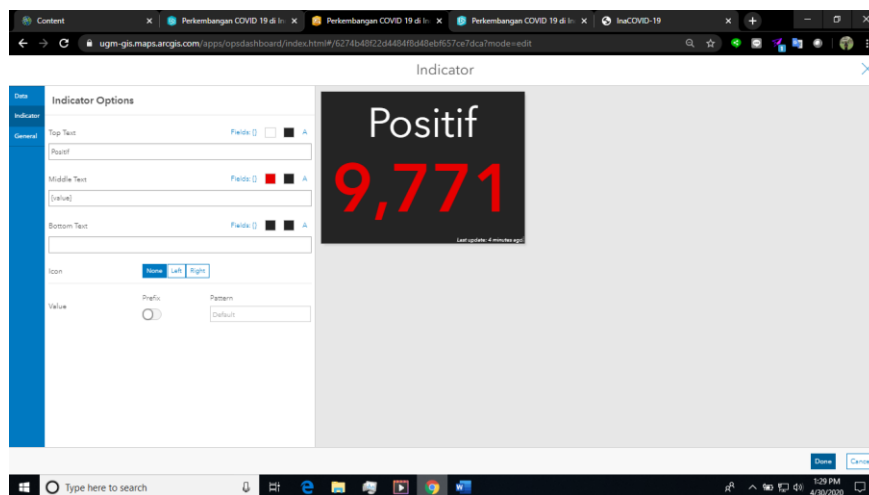 Content
Perkembangan COVID 19 di In
Perkembangan COVID 19 di In
Perkembangan COVID 19 di In
InaCOVID-19
ugm-gis.maps.arcgis.com/apps/opsdashboard/index.html#/6274b48f22d4484f8d48ebf657ce7dca?mode=edit
Indicator
Data
Indicator
General
Indicator Options
Top Text Fields: {} A
Positif
Middle Text Fields: {} A
{value}
Bottom Text Fields: {} A
Icon None Left Right
Prefix Pattern
Value
Default
Positif
9,771
Last update: 4 minutes ago
Done Cance
Type here to search
1:29 PM
4/30/2020